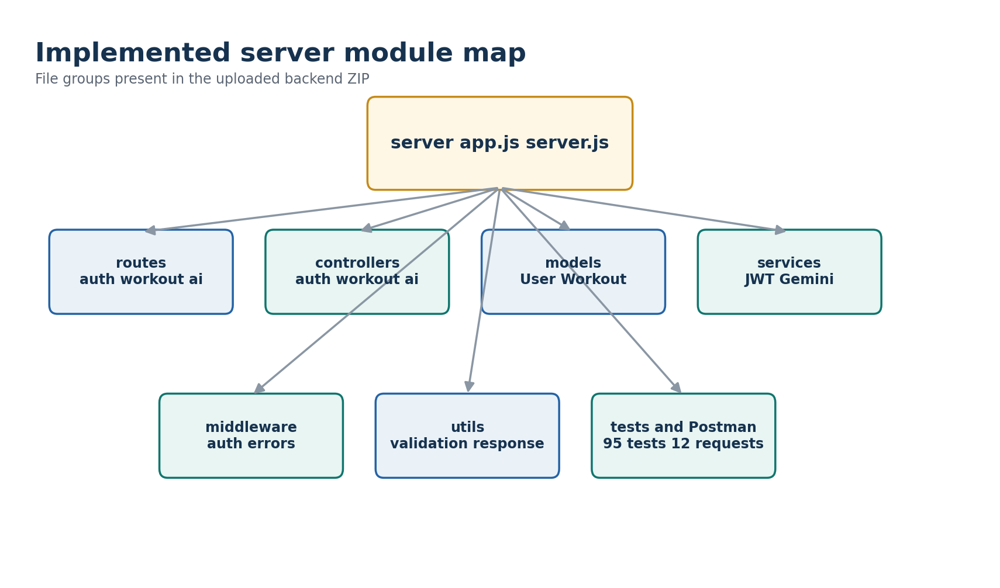 Implemented server module map
File groups present in the uploaded backend ZIP
server app.js server.js
routes
auth workout ai
controllers
auth workout ai
models
User Workout
services
JWT Gemini
middleware
auth errors
utils
validation response
tests and Postman
95 tests 12 requests